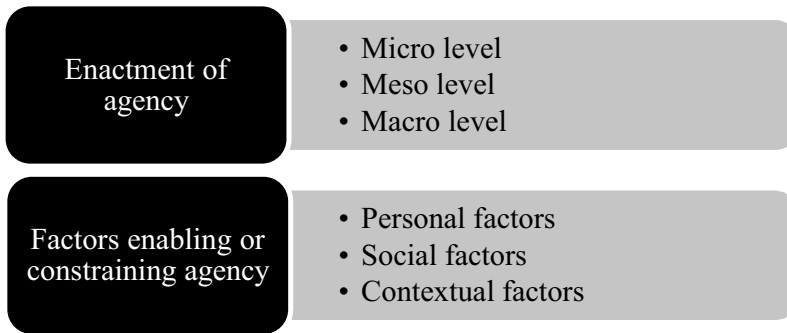 Enactment of
agency
• Micro level
• Meso level
• Macro level
Factors enabling or
constraining agency
• Personal factors
• Social factors
• Contextual factors